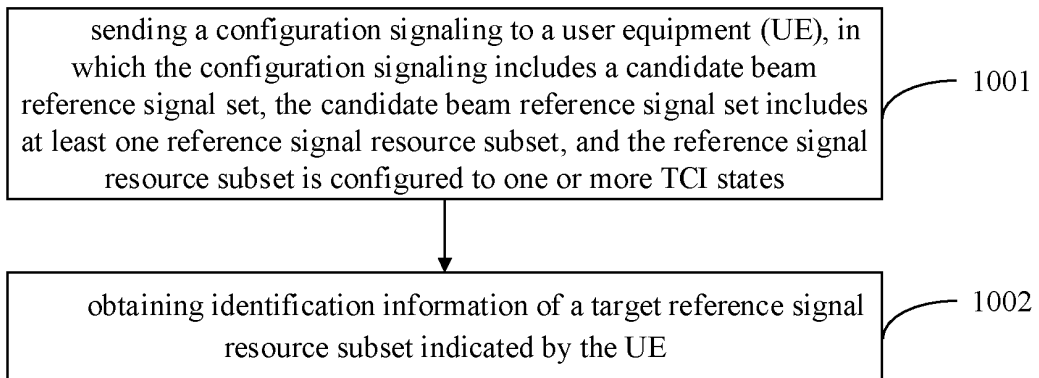 sending a configuration signaling to a user equipment (UE), in
which the configuration signaling includes a candidate beam
reference signal set, the candidate beam reference signal set includes
at least one reference signal resource subset, and the reference signal
resource subset is configured to one or more TCI states
1001
obtaining identification information of a target reference signal
resource subset indicated by the UE
1002